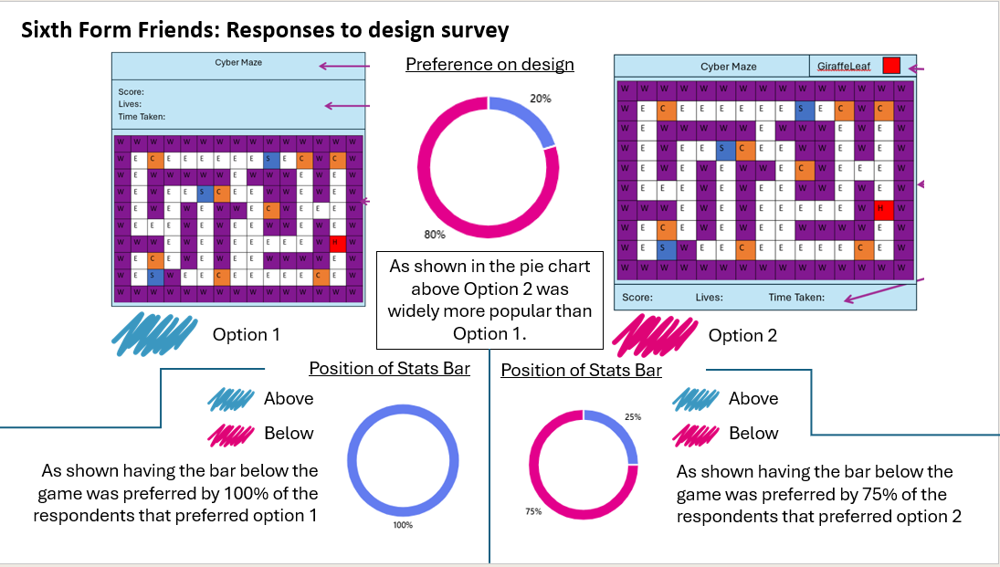 Sixth Form Friends: Responses to design survey
Cyber Maze
Score:
Lives:
Time Taken:
W W W W W W W W W W W W W W W
W E C E E E E E E S E C W C W
W E W W W W W E W W W E W E W
W E W E E S C E E W W E W E W
W E W E W E W W E C W E E E W
W E E E W E W E E W W E W E W
W W W E W E W E E E E E W H W
W E C E W E W E E W W W W E W
W E S W E E C E E E E E C E W
W W W W W W W W W W W W W W W
Option 1
Preference on design
20%
80%
As shown in the pie chart
above Option 2 was
widely more popular than
Option 1.
Cyber Maze
GiraffeLeaf
W W W W W W W W W W W W W W W
W E C E E E E E E S E C W C W
W E W W W W W E W W W E W E W
W E W E E S C E E W W E W E W
W E W E W E W W E C W E E E W
W E E E W E W E E W W E W E W
W W W E W E W E E E E E W H W
W E C E W E W E E W W W W E W
W E S W E E C E E E E E C E W
W W W W W W W W W W W W W W W
Score: Lives: Time Taken:
Option 2
Position of Stats Bar
Above
Below
100%
As shown having the bar below the
game was preferred by 100% of the
respondents that preferred option 1
Position of Stats Bar
25%
75%
Above
Below
As shown having the bar below the
game was preferred by 75% of the
respondents that preferred option 2